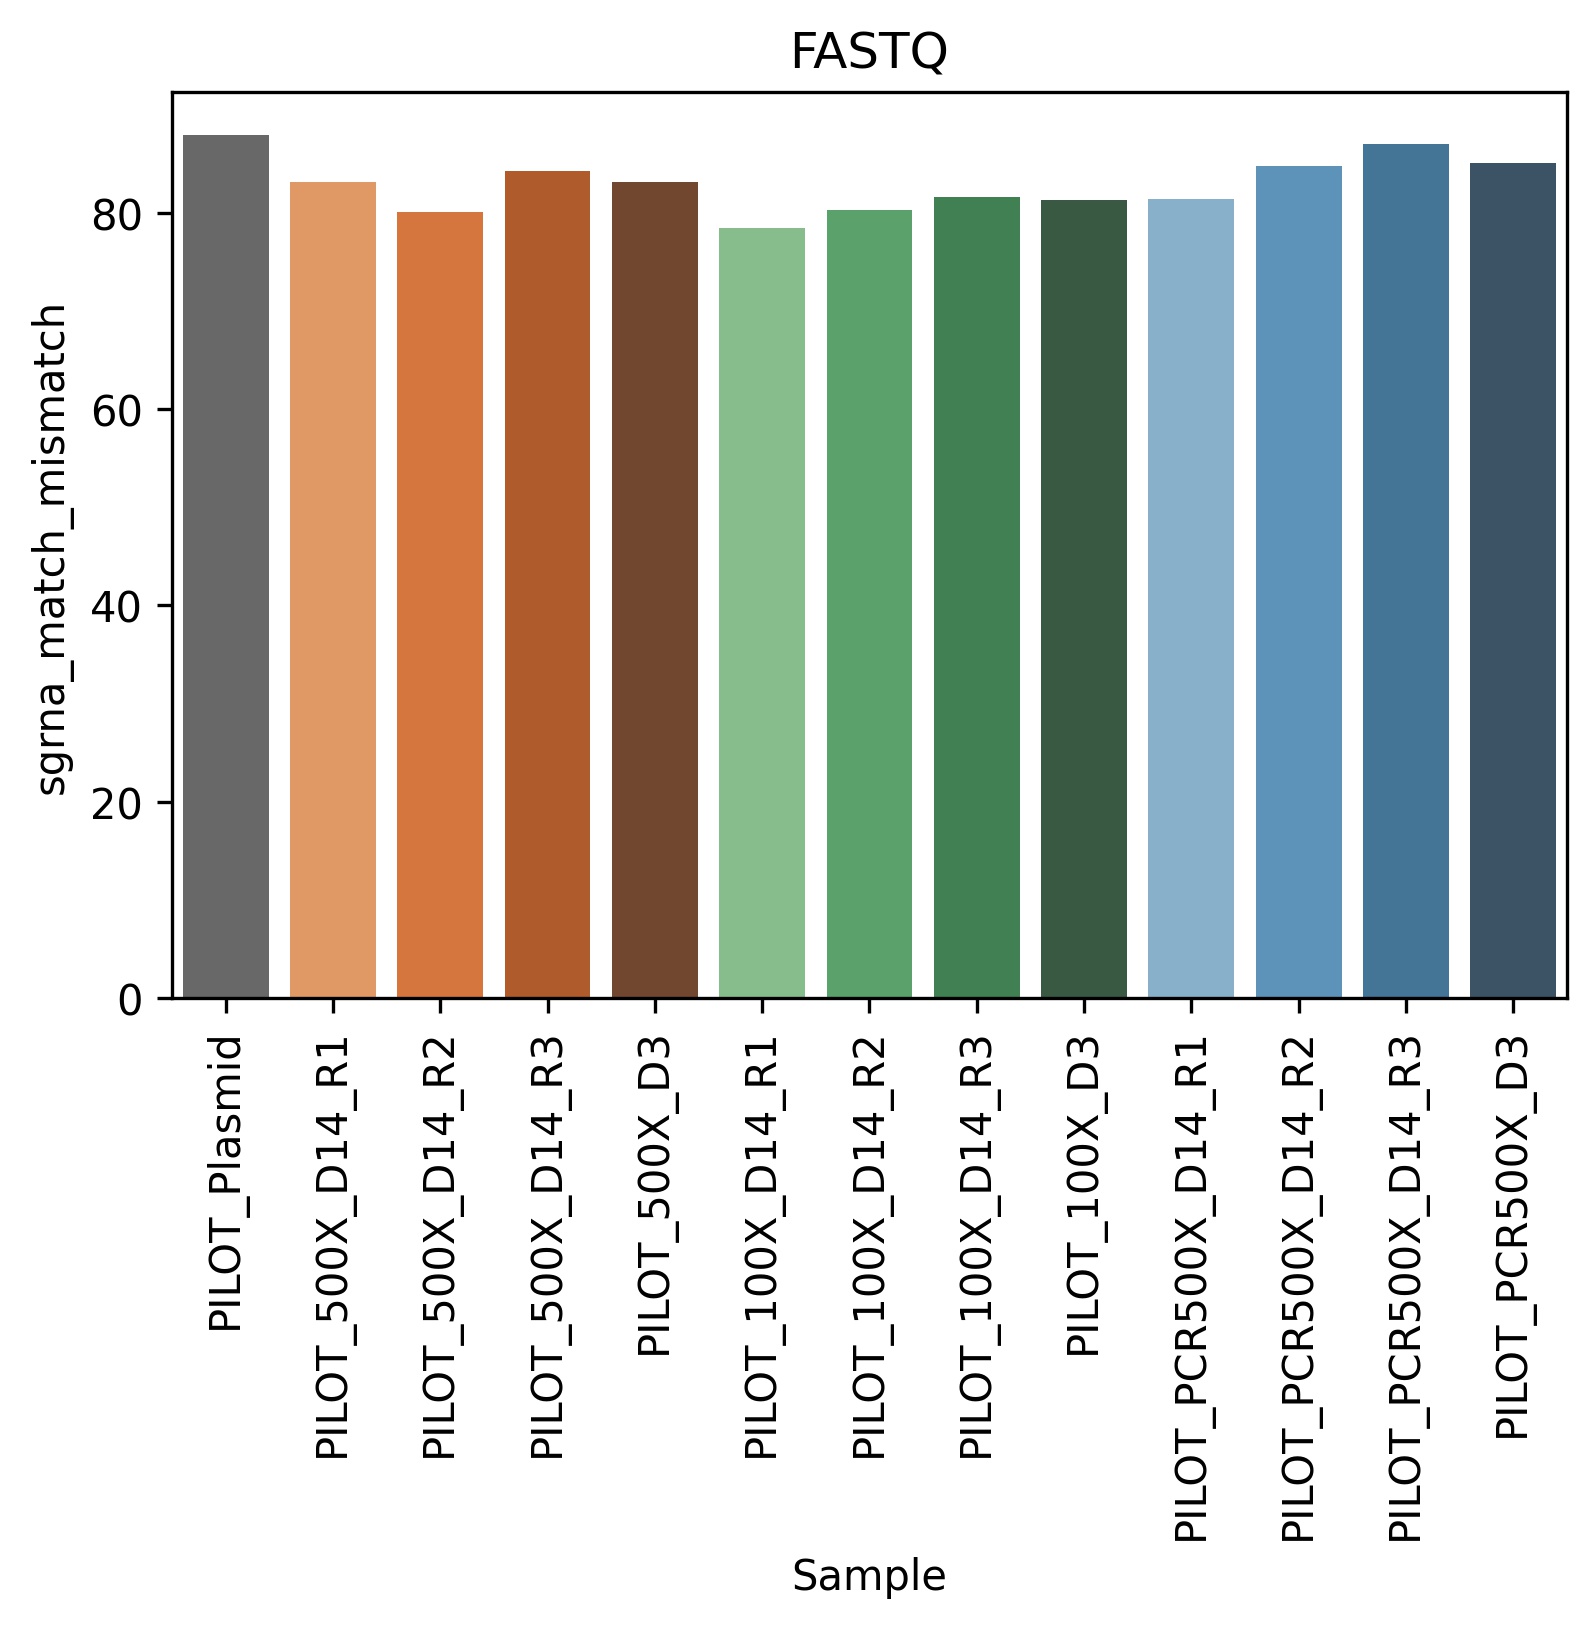 FASTQ
sgrna_match_mismatch
80
60
40
20
0
PILOT_Plasmid
PILOT_500X_D14_R1
PILOT_500X_D14_R2
PILOT_500X_D14_R3
PILOT_500X_D3
PILOT_100X_D14_R1
PILOT_100X_D14_R2
PILOT_100X_D14_R3
PILOT_100X_D3
PILOT_PCR500X_D14_R1
PILOT_PCR500X_D14_R2
PILOT_PCR500X_D14_R3
PILOT_PCR500X_D3
Sample